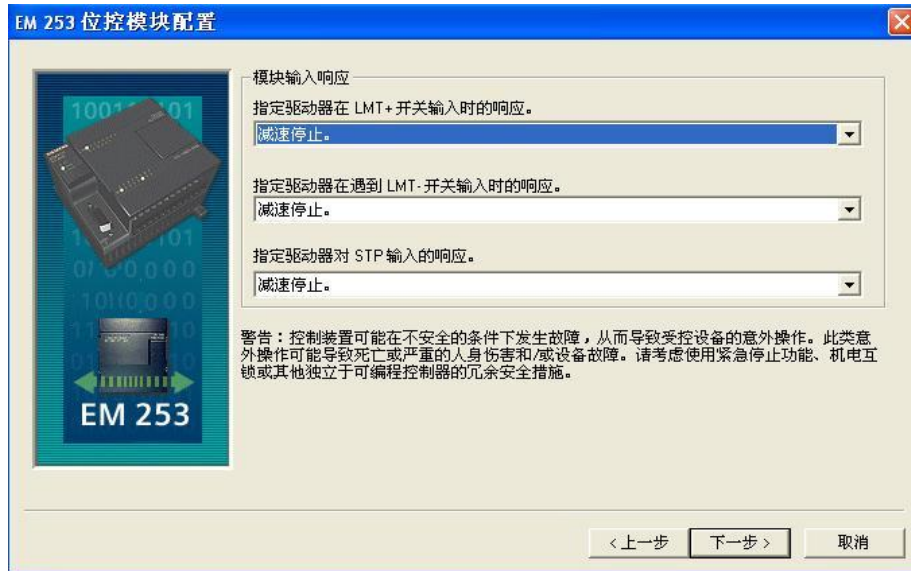 EM 253 位控模块配置
模块输入响应
指定驱动器在 LMT+ 开关输入时的响应。
减速停止。
指定驱动器在遇到 LMT- 开关输入时的响应。
减速停止。
指定驱动器对 STP 输入的响应。
减速停止。
警告：控制装置可能在不安全的条件下发生故障，从而导致受控设备的意外操作。此类意
外操作可能导致死亡或严重的人身伤害和/或设备故障。请考虑使用紧急停止功能、机电互
锁或其他独立于可编程控制器的冗余安全措施。
EM 253
<上一步
下一步>
取消